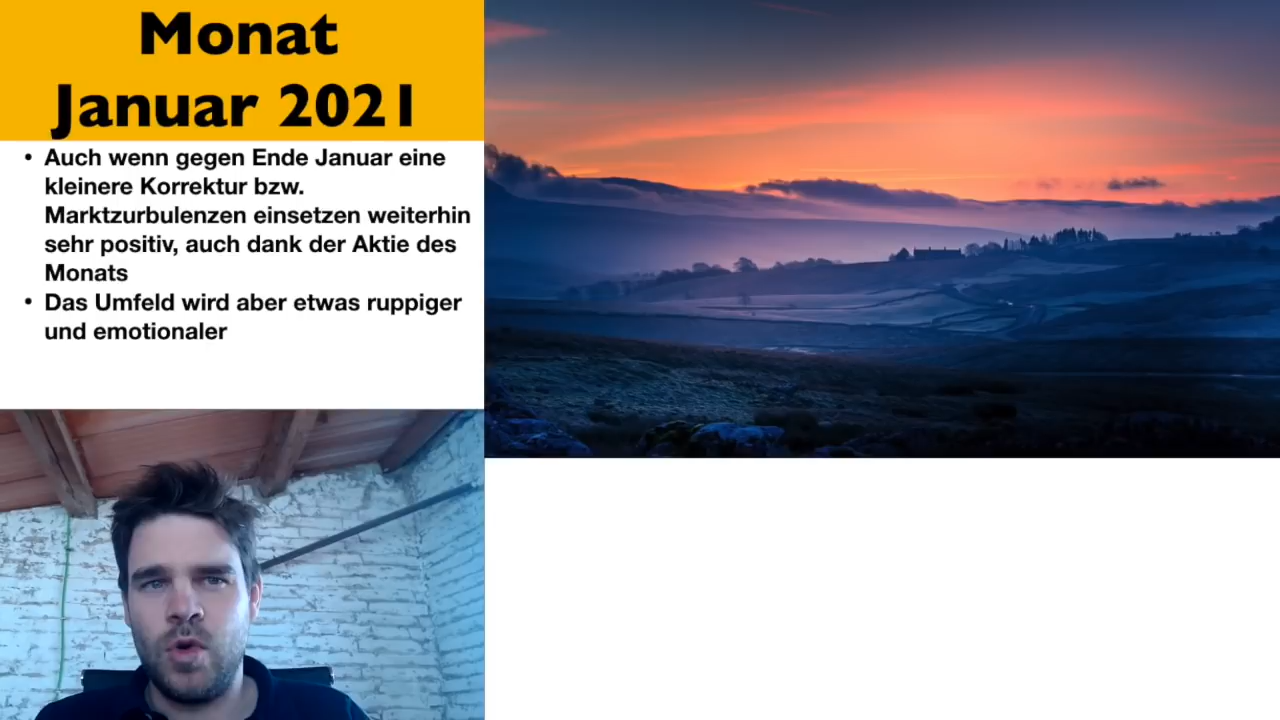 Monat
Januar 2021
• Auch wenn gegen Ende Januar eine
kleinere Korrektur bzw.
Marktzurbulenzen einsetzen weiterhin
sehr positiv, auch dank der Aktie des
Monats
• Das Umfeld wird aber etwas ruppiger
und emotionaler